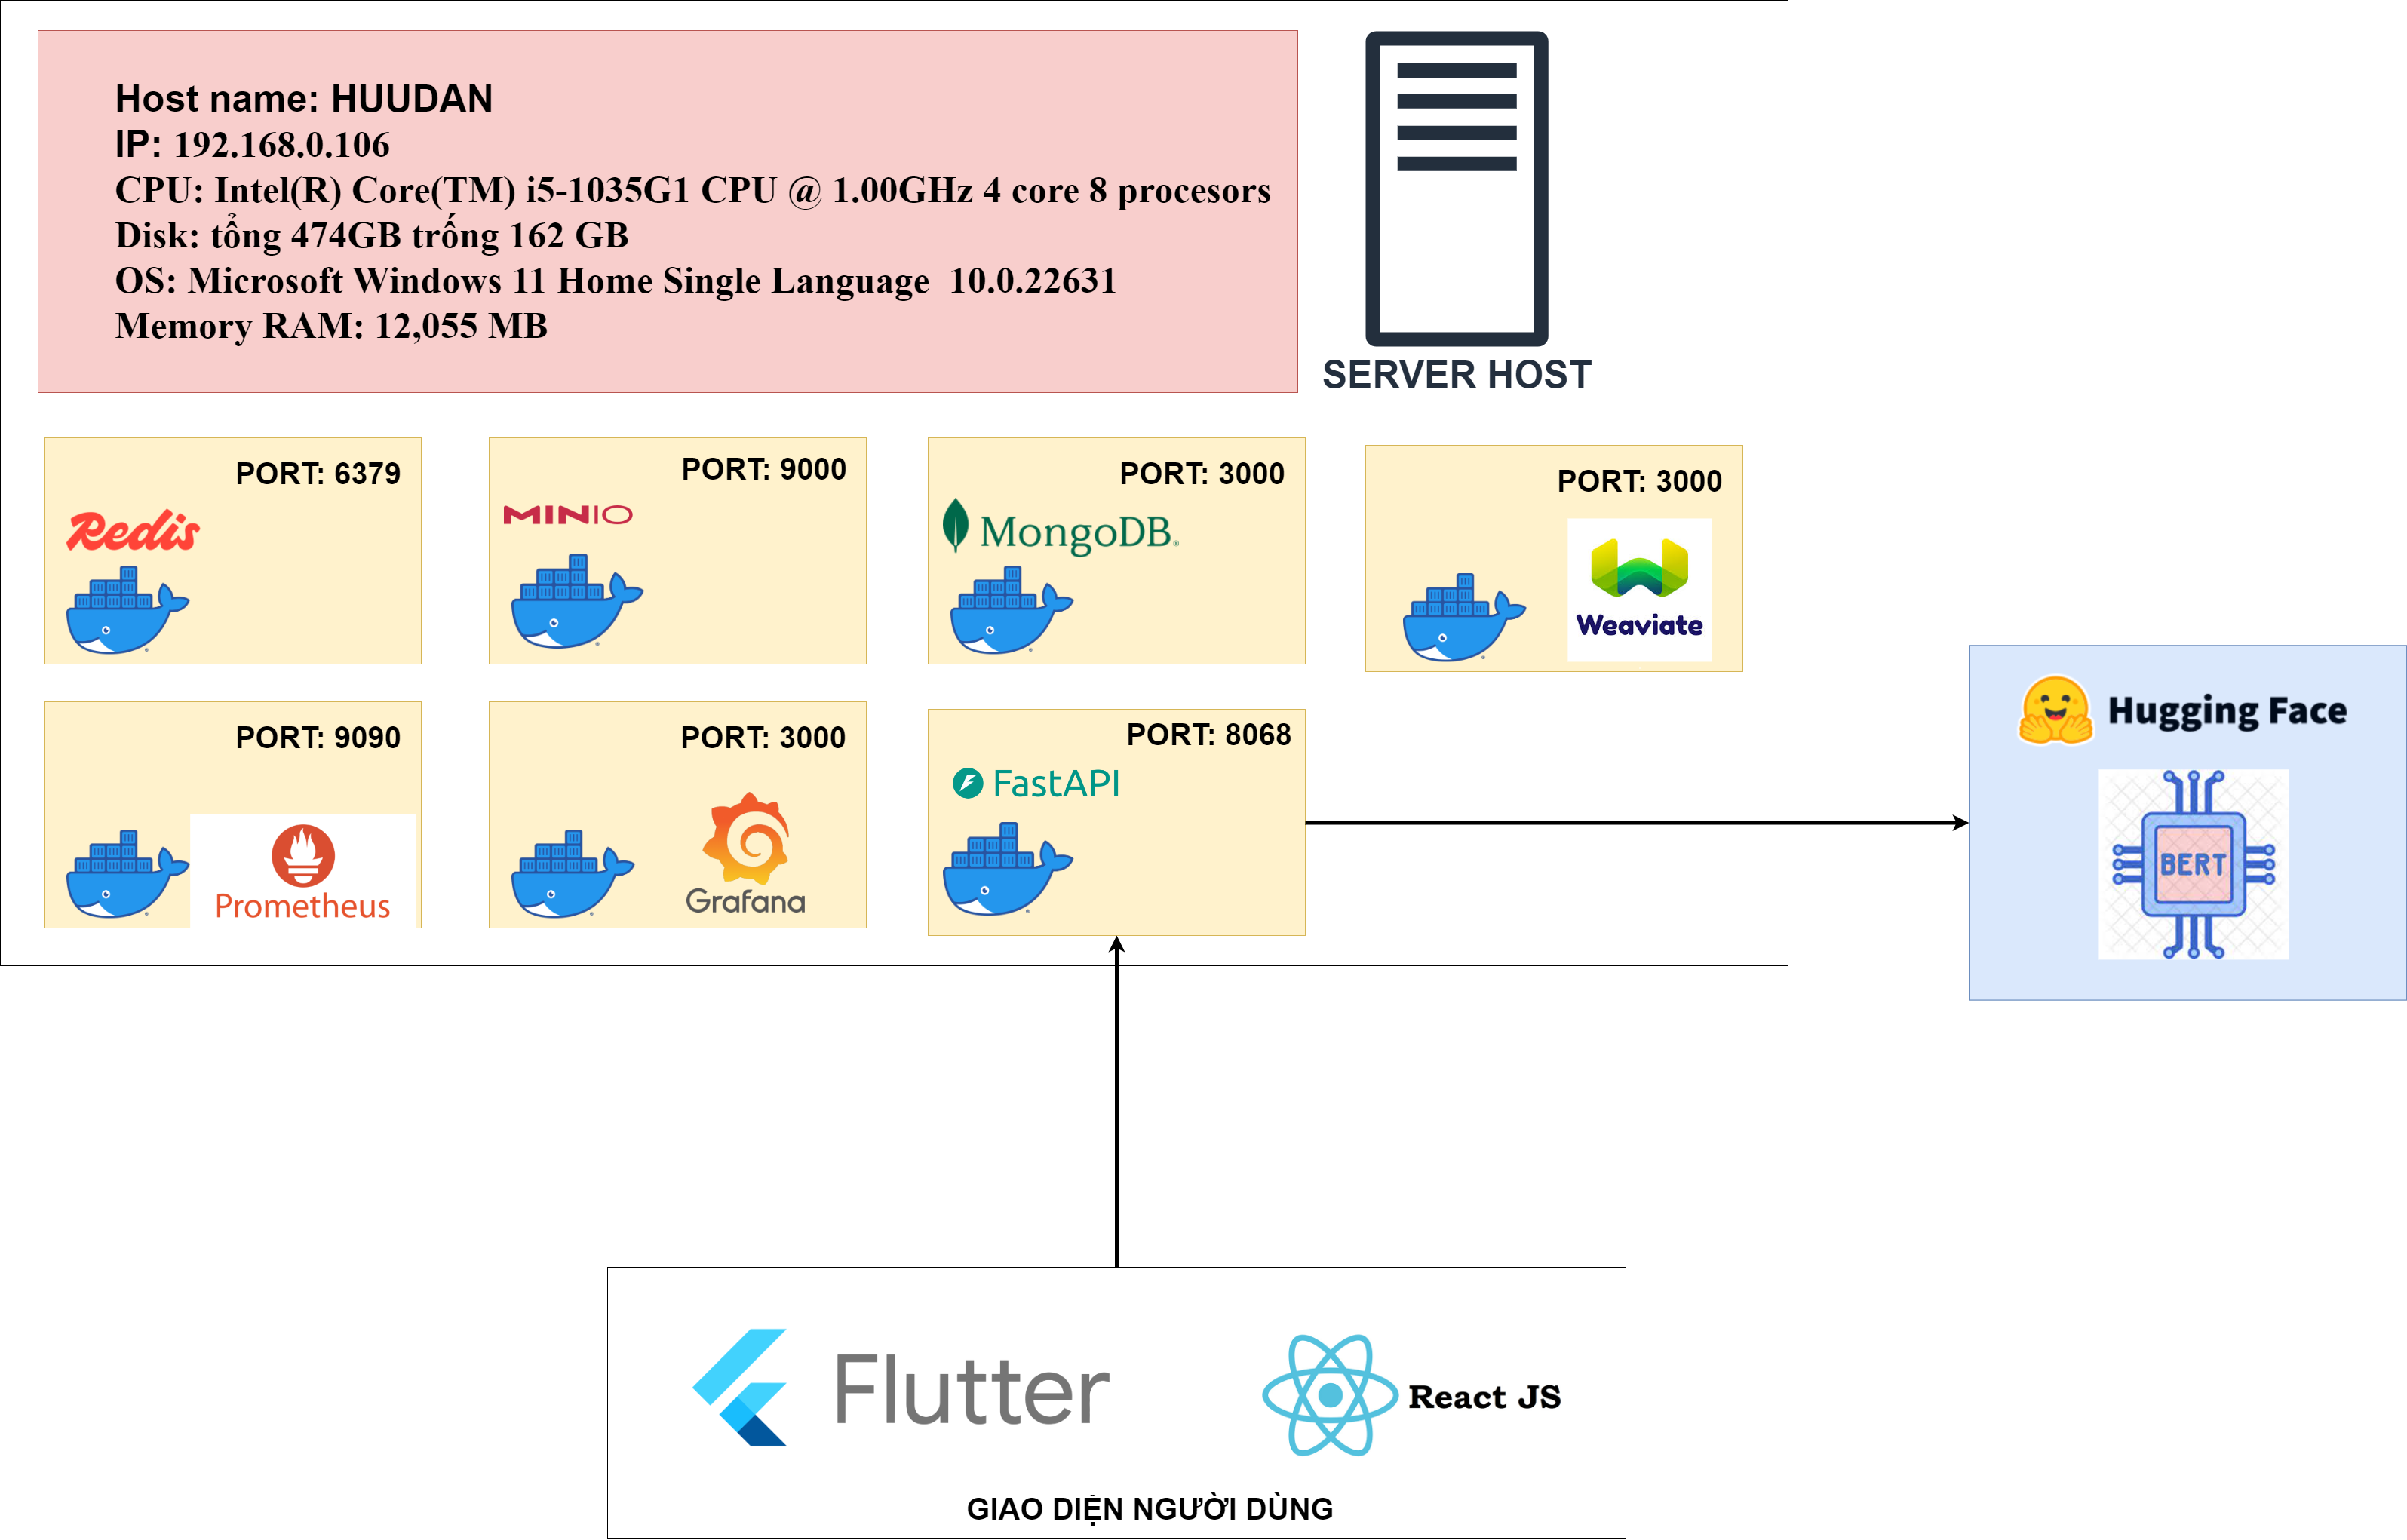 Host name: HUUDAN
IP: 192.168.0.106
CPU: Intel(R) Core(TM) i5-1035G1 CPU @ 1.00GHz 4 core 8 procesors
Disk: tổng 474GB trống 162 GB
OS: Microsoft Windows 11 Home Single Language 10.0.22631
Memory RAM: 12,055 MB
SERVER HOST
PORT: 6379
Redis
PORT: 9000
MINIO
PORT: 3000
MongoDB®
PORT: 3000
Weaviate
PORT: 9090
Prometheus
PORT: 3000
Grafana
PORT: 8068
FastAPI
Hugging Face
BERT
Flutter
React JS
GIAO DIỆN NGƯỜI DÙNG